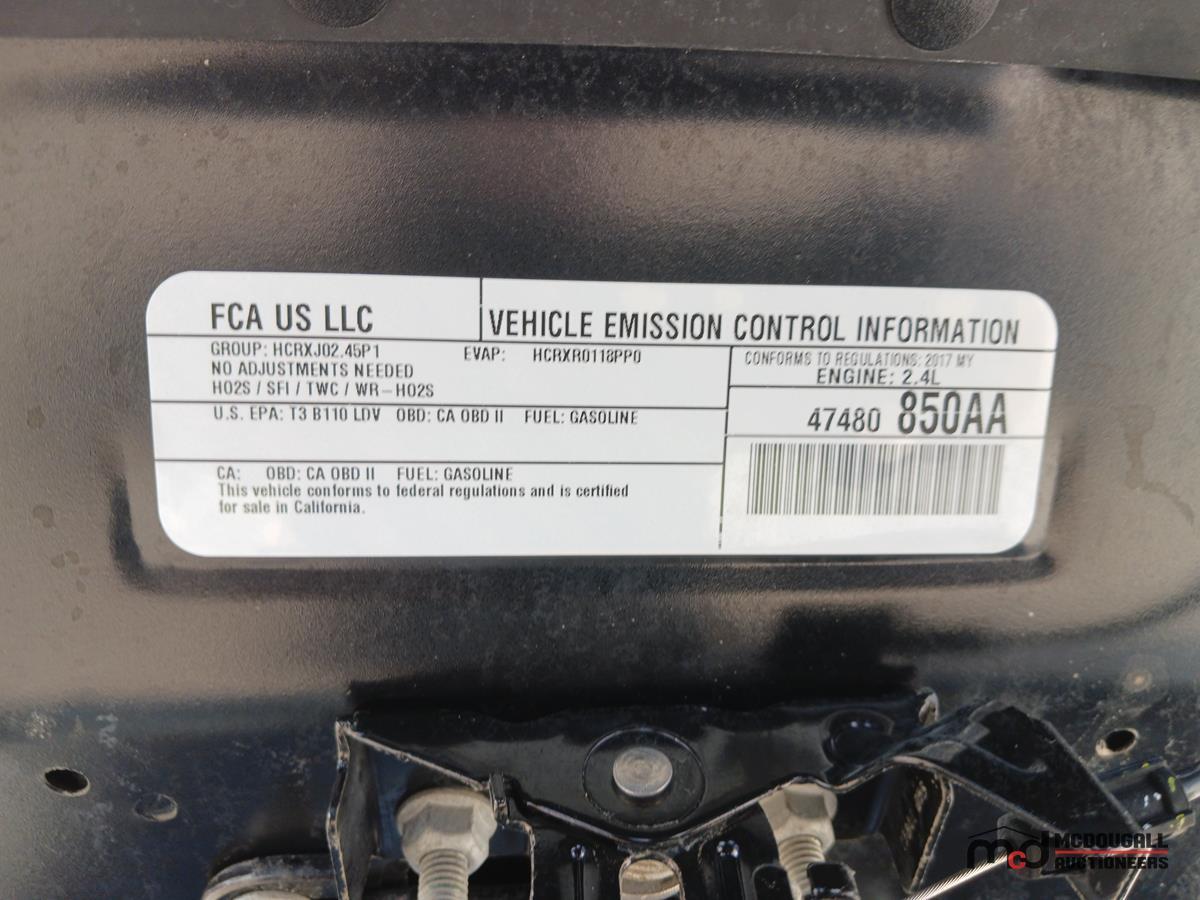 FCA US LLC
VEHICLE EMISSION CONTROL INFORMATION
GROUP: HCRXJ02.45P1
EVAP: HCRXR0118PP0
NO ADJUSTMENTS NEEDED
HO2S / SFI / TWC / WR-HO2S
CONFORMS TO REGULATIONS: 2017 MY
ENGINE: 2.4L
U.S. EPA: T3 B110 LDV OBD: CA OBD II FUEL: GASOLINE
47480 850AA
CA: OBD: CA OBD II FUEL: GASOLINE
This vehicle conforms to federal regulations and is certified
for sale in California.
mcd MCDOUGALL
AUCTIONEERS